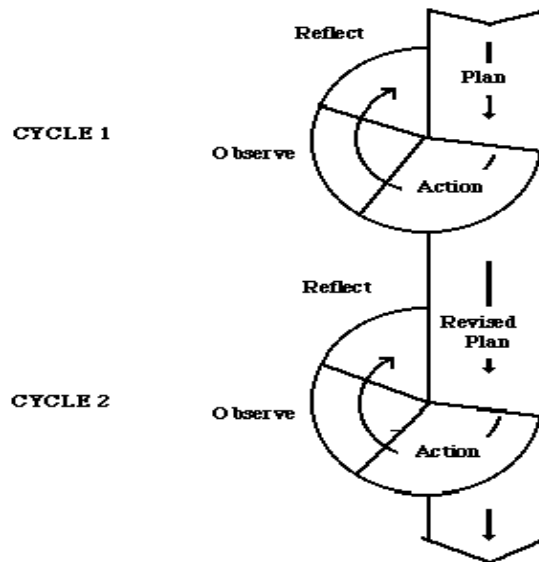 Reflect
Plan
CYCLE 1
Observe
Action
Reflect
Revised
Plan
CYCLE 2
Observe
Action